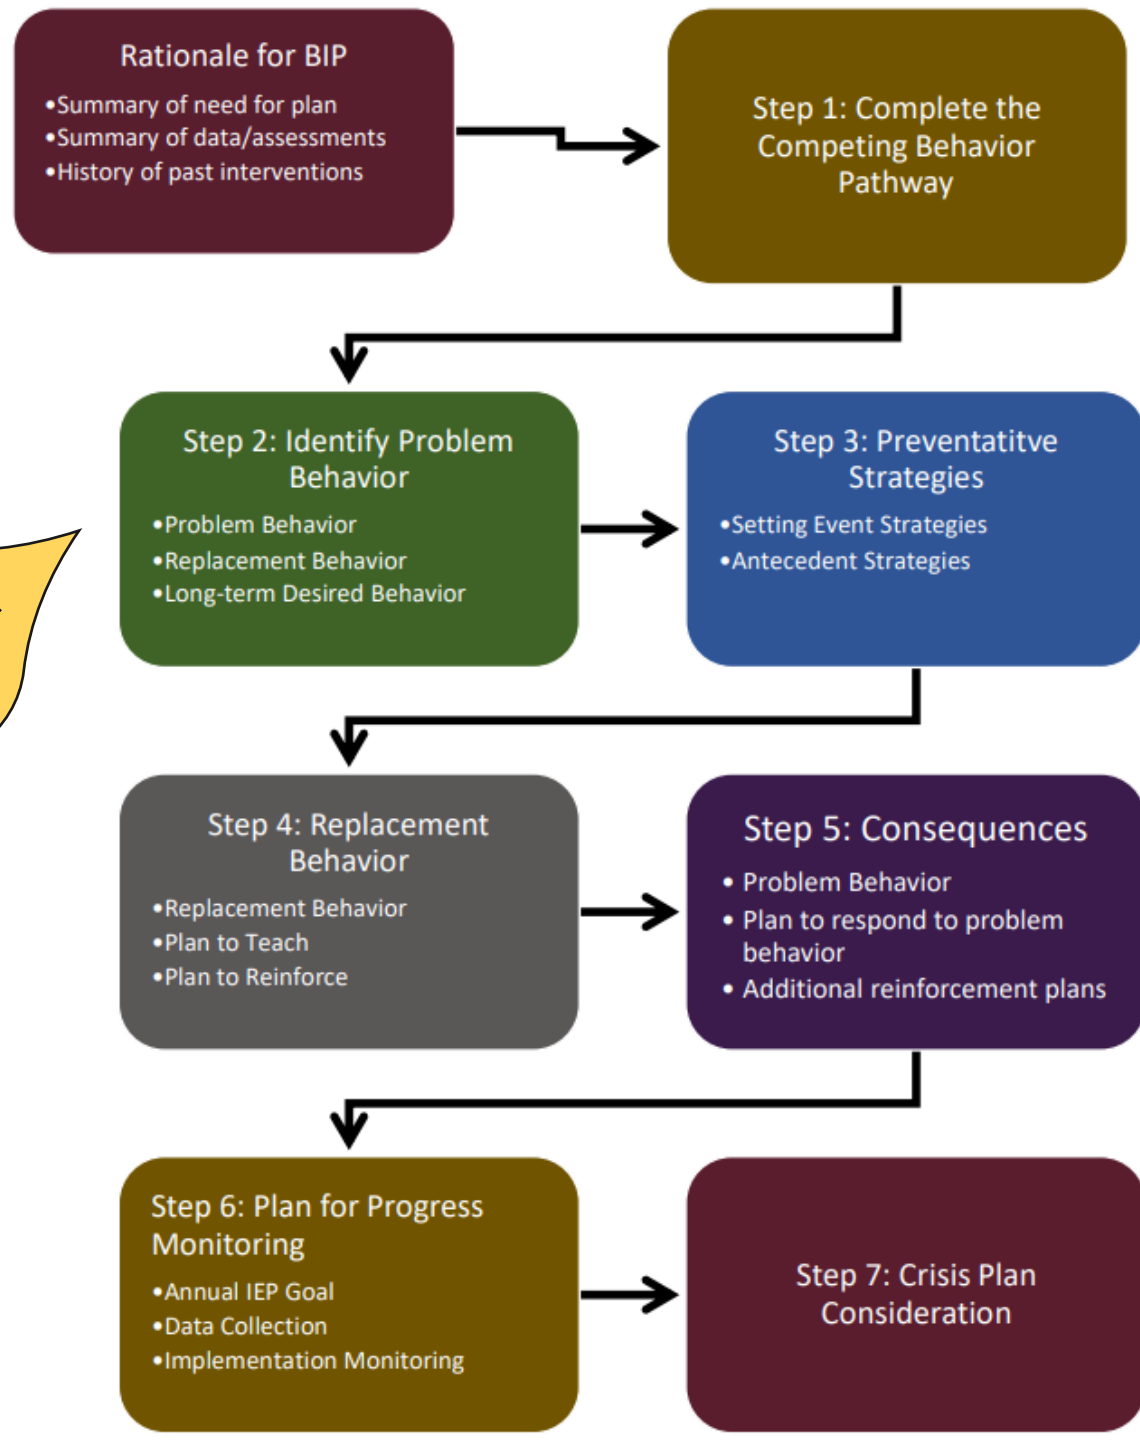 Rationale for BIP
•Summary of need for plan
•Summary of data/assessments
•History of past interventions
Step 1: Complete the
Competing Behavior
Pathway
Step 2: Identify Problem
Behavior
•Problem Behavior
•Replacement Behavior
•Long-term Desired Behavior
Step 3: Preventatitve
Strategies
•Setting Event Strategies
•Antecedent Strategies
Step 4: Replacement
Behavior
•Replacement Behavior
•Plan to Teach
•Plan to Reinforce
Step 5: Consequences
• Problem Behavior
• Plan to respond to problem
behavior
• Additional reinforcement plans
Step 6: Plan for Progress
Monitoring
•Annual IEP Goal
•Data Collection
•Implementation Monitoring
Step 7: Crisis Plan
Consideration